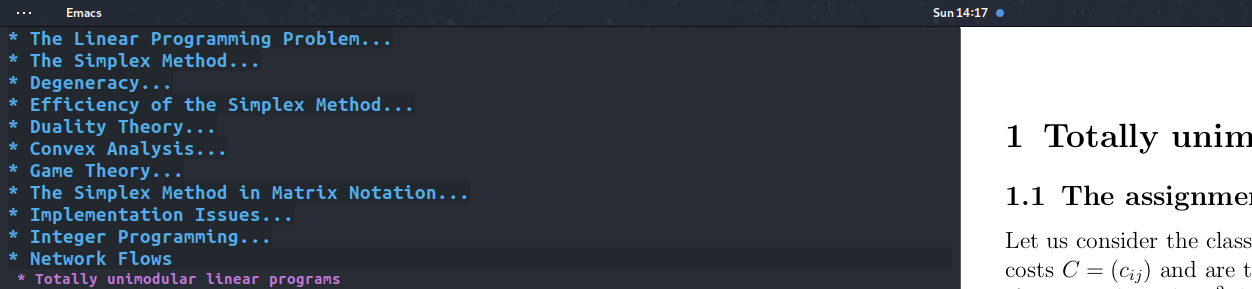 ... Emacs Sun 14:17
* The Linear Programming Problem...
* The Simplex Method...
* Degeneracy...
* Efficiency of the Simplex Method...
* Duality Theory...
* Convex Analysis...
* Game Theory...
* The Simplex Method in Matrix Notation...
* Implementation Issues...
* Integer Programming...
* Network Flows
* Totally unimodular linear programs
1 Totally unim
1.1 The assignme
Let us consider the class
costs C = (cᵢⱼ) and are t